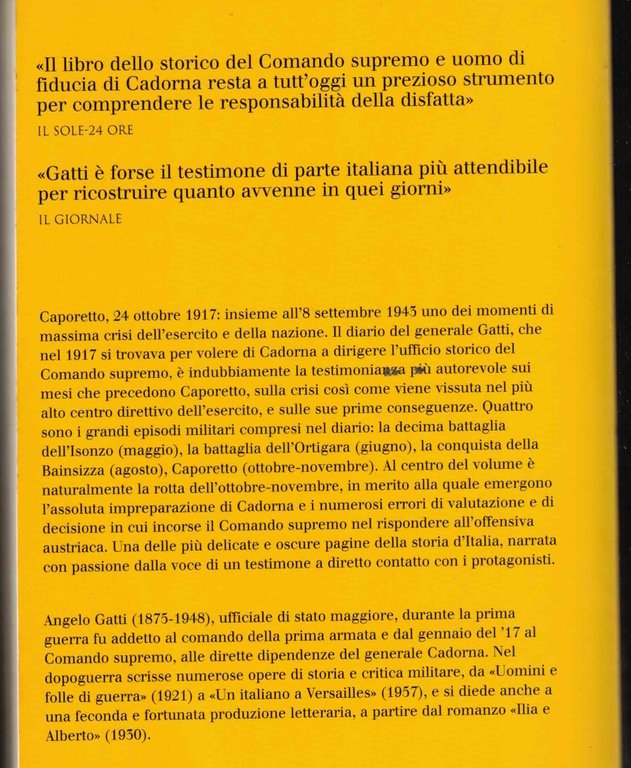 «Il libro dello storico del Comando supremo e uomo di
fiducia di Cadorna resta a tutt'oggi un prezioso strumento
per comprendere le responsabilità della disfatta»
IL SOLE-24 ORE
«Gatti è forse il testimone di parte italiana più attendibile
per ricostruire quanto avvenne in quei giorni»
IL GIORNALE
Caporetto, 24 ottobre 1917: insieme all'8 settembre 1943 uno dei momenti di
massima crisi dell'esercito e della nazione. Il diario del generale Gatti, che
nel 1917 si trovava per volere di Cadorna a dirigere l'ufficio storico del
Comando supremo, è indubbiamente la testimonianza più autorevole sui
mesi che precedono Caporetto, sulla crisi così come viene vissuta nel più
alto centro direttivo dell'esercito, e sulle sue prime conseguenze. Quattro
sono i grandi episodi militari compresi nel diario: la decima battaglia
dell'Isonzo (maggio), la battaglia dell'Ortigara (giugno), la conquista della
Bainsizza (agosto), Caporetto (ottobre-novembre). Al centro del volume è
naturalmente la rotta dell'ottobre-novembre, in merito alla quale emergono
l'assoluta impreparazione di Cadorna e i numerosi errori di valutazione e di
decisione in cui incorse il Comando supremo nel rispondere all'offensiva
austriaca. Una delle più delicate e oscure pagine della storia d'Italia, narrata
con passione dalla voce di un testimone a diretto contatto con i protagonisti.
Angelo Gatti (1875-1948), ufficiale di stato maggiore, durante la prima
guerra fu addetto al comando della prima armata e dal gennaio del '17 al
Comando supremo, alle dirette dipendenze del generale Cadorna. Nel
dopoguerra scrisse numerose opere di storia e critica militare, da «Uomini e
folle di guerra» (1921) a «Un italiano a Versailles» (1957), e si diede anche a
una feconda e fortunata produzione letteraria, a partire dal romanzo «Ilia e
Alberto» (1930).